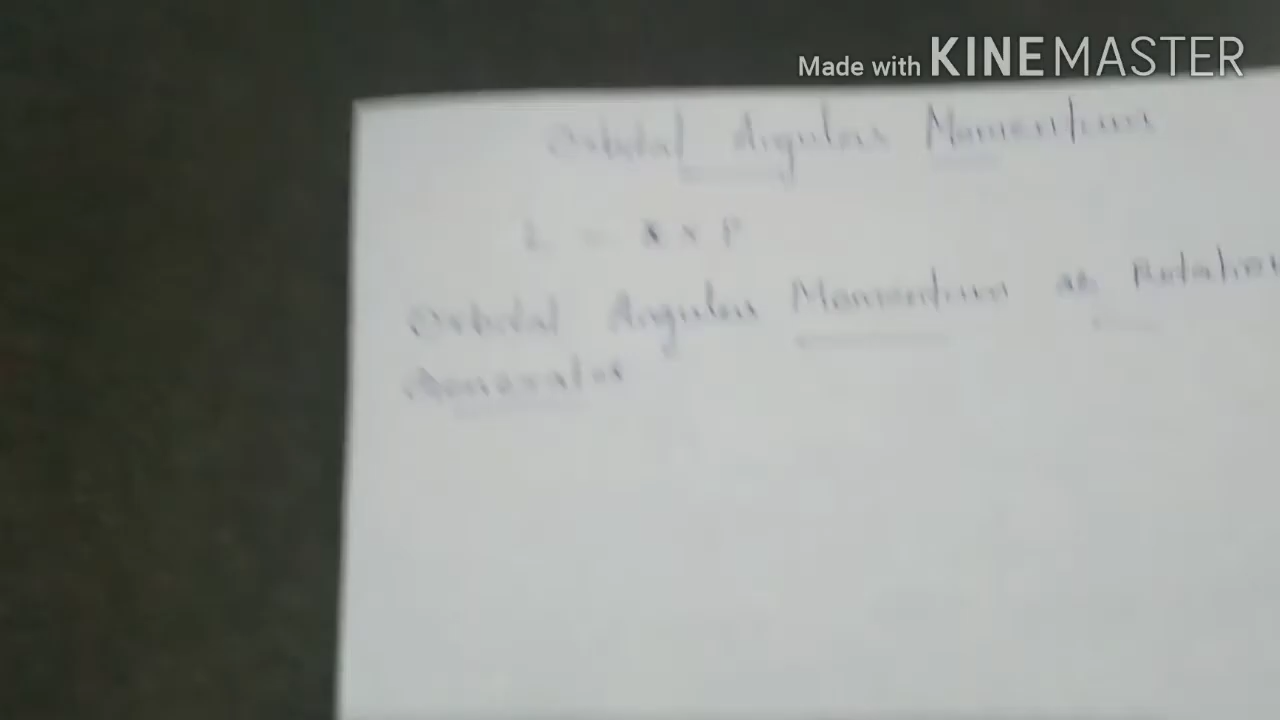 Made with KINEMASTER
Orbital Angular Momentum
L = x x P
Orbital Angular Momentum as Rotation
Generator